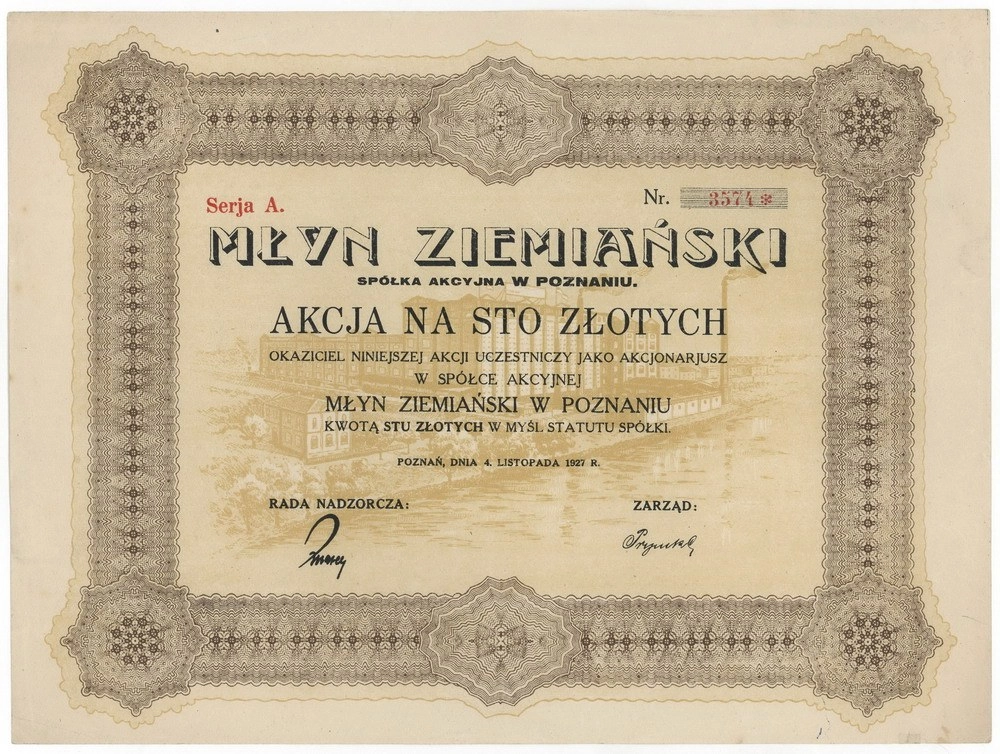 Serja A.
Nr. 3574 *
MŁYN ZIEMIAŃSKI
SPÓŁKA AKCYJNA W POZNANIU.
AKCJA NA STO ZŁOTYCH
OKAZICIEL NINIEJSZEJ AKCJI UCZESTNICZY JAKO AKCJONARJUSZ
W SPÓŁCE AKCYJNEJ
MŁYN ZIEMIAŃSKI W POZNANIU
KWOTĄ STU ZŁOTYCH W MYŚL STATUTU SPÓŁKI.
POZNAŃ, DNIA 4. LISTOPADA 1927 R.
RADA NADZORCZA:
ZARZĄD: